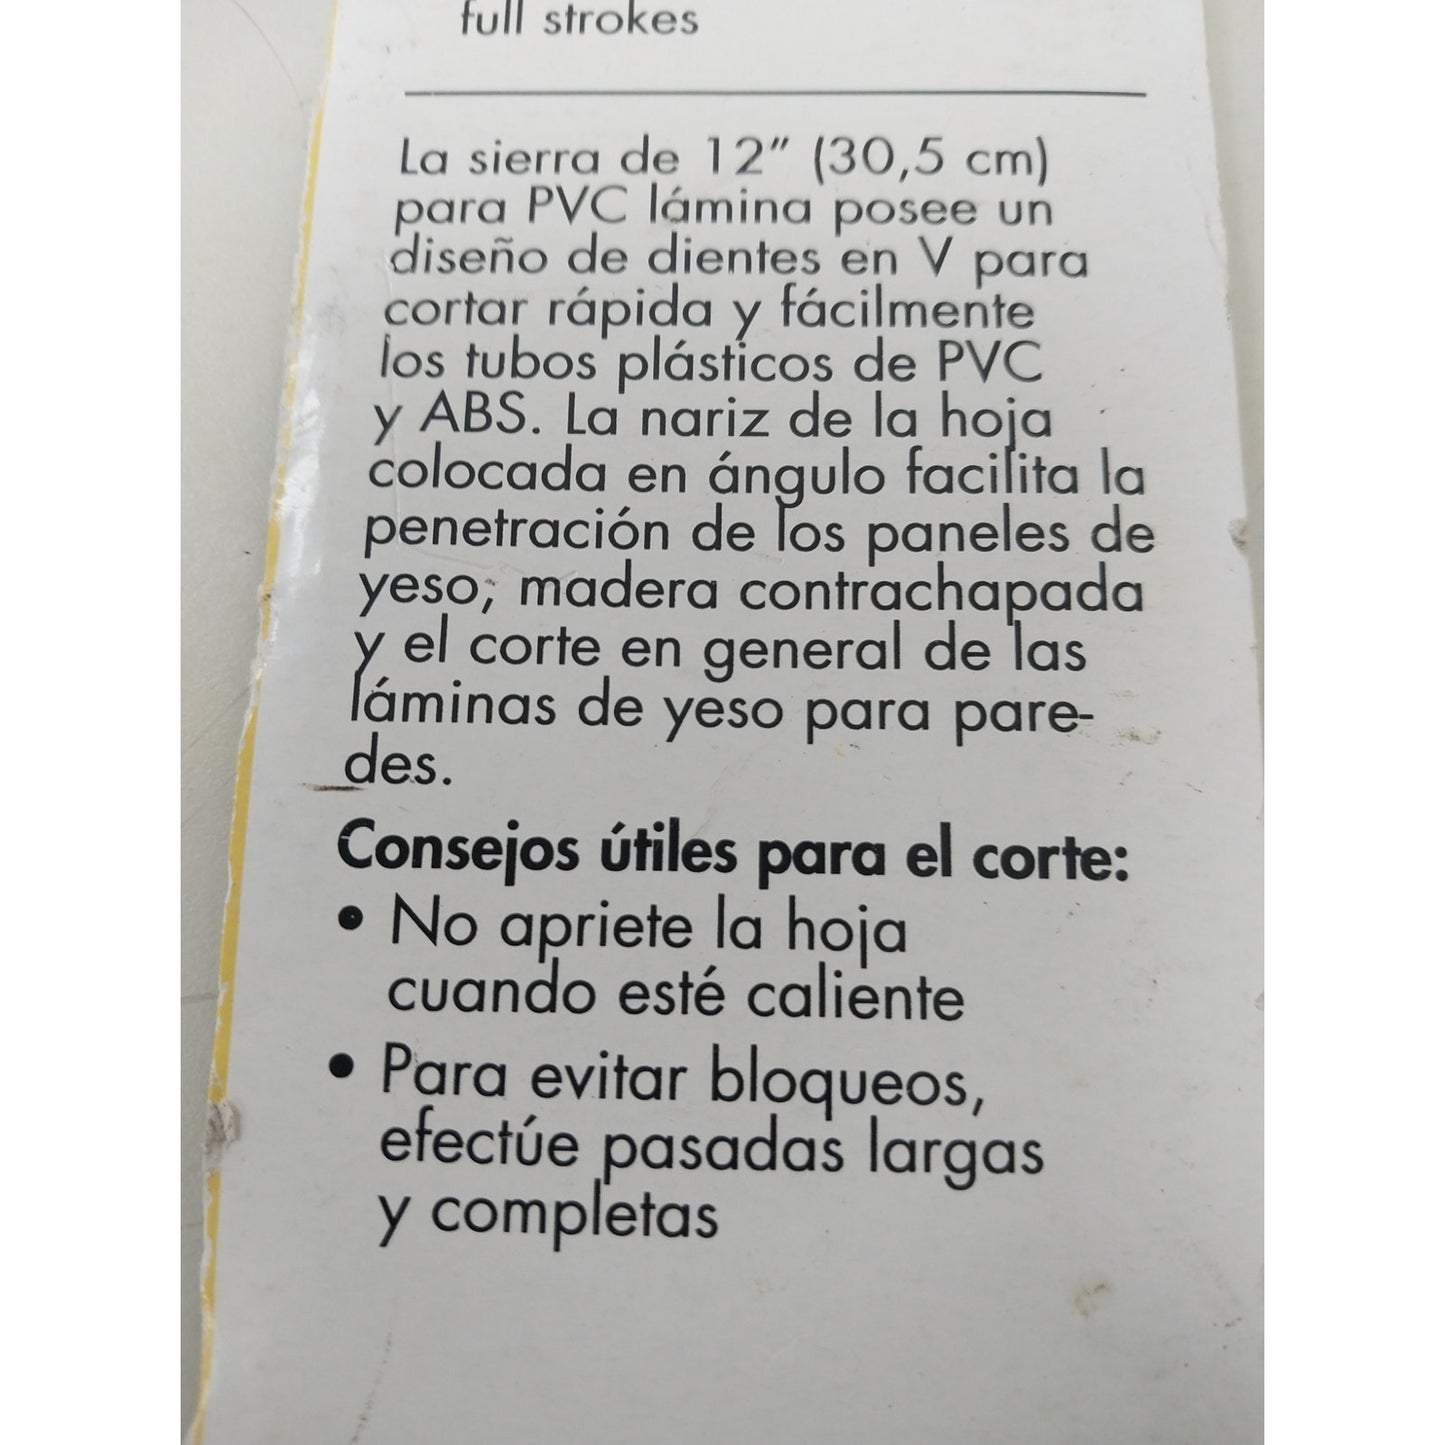 full strokes
La sierra de 12" (30,5 cm)
para PVC lámina posee un
diseño de dientes en V para
cortar rápida y fácilmente
los tubos plásticos de PVC
y ABS. La nariz de la hoja
colocada en ángulo facilita la
penetración de los paneles de
yeso; madera contrachapada
y el corte en general de las
láminas de yeso para pare-
des.
Consejos útiles para el corte:
• No apriete la hoja
cuando esté caliente
• Para evitar bloqueos,
efectúe pasadas largas
y completas